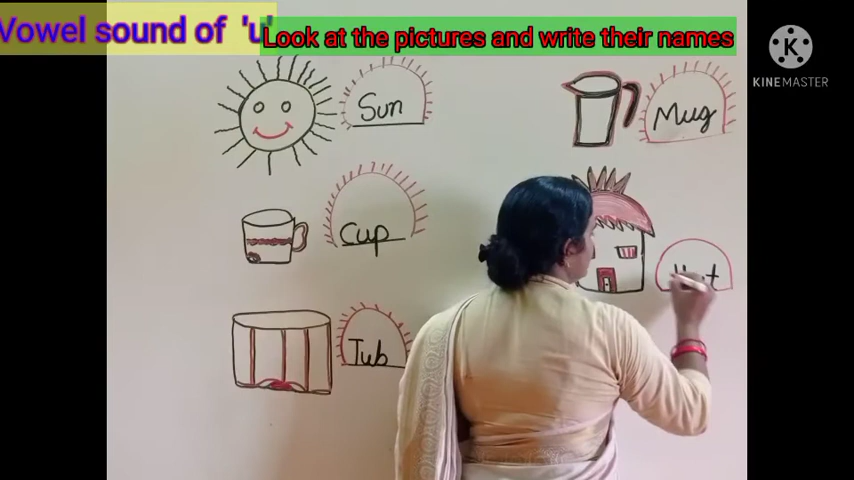 Vowel sound of 'u'
Look at the pictures and write their names
KINEMASTER
Sun
Mug
Cup
Tub